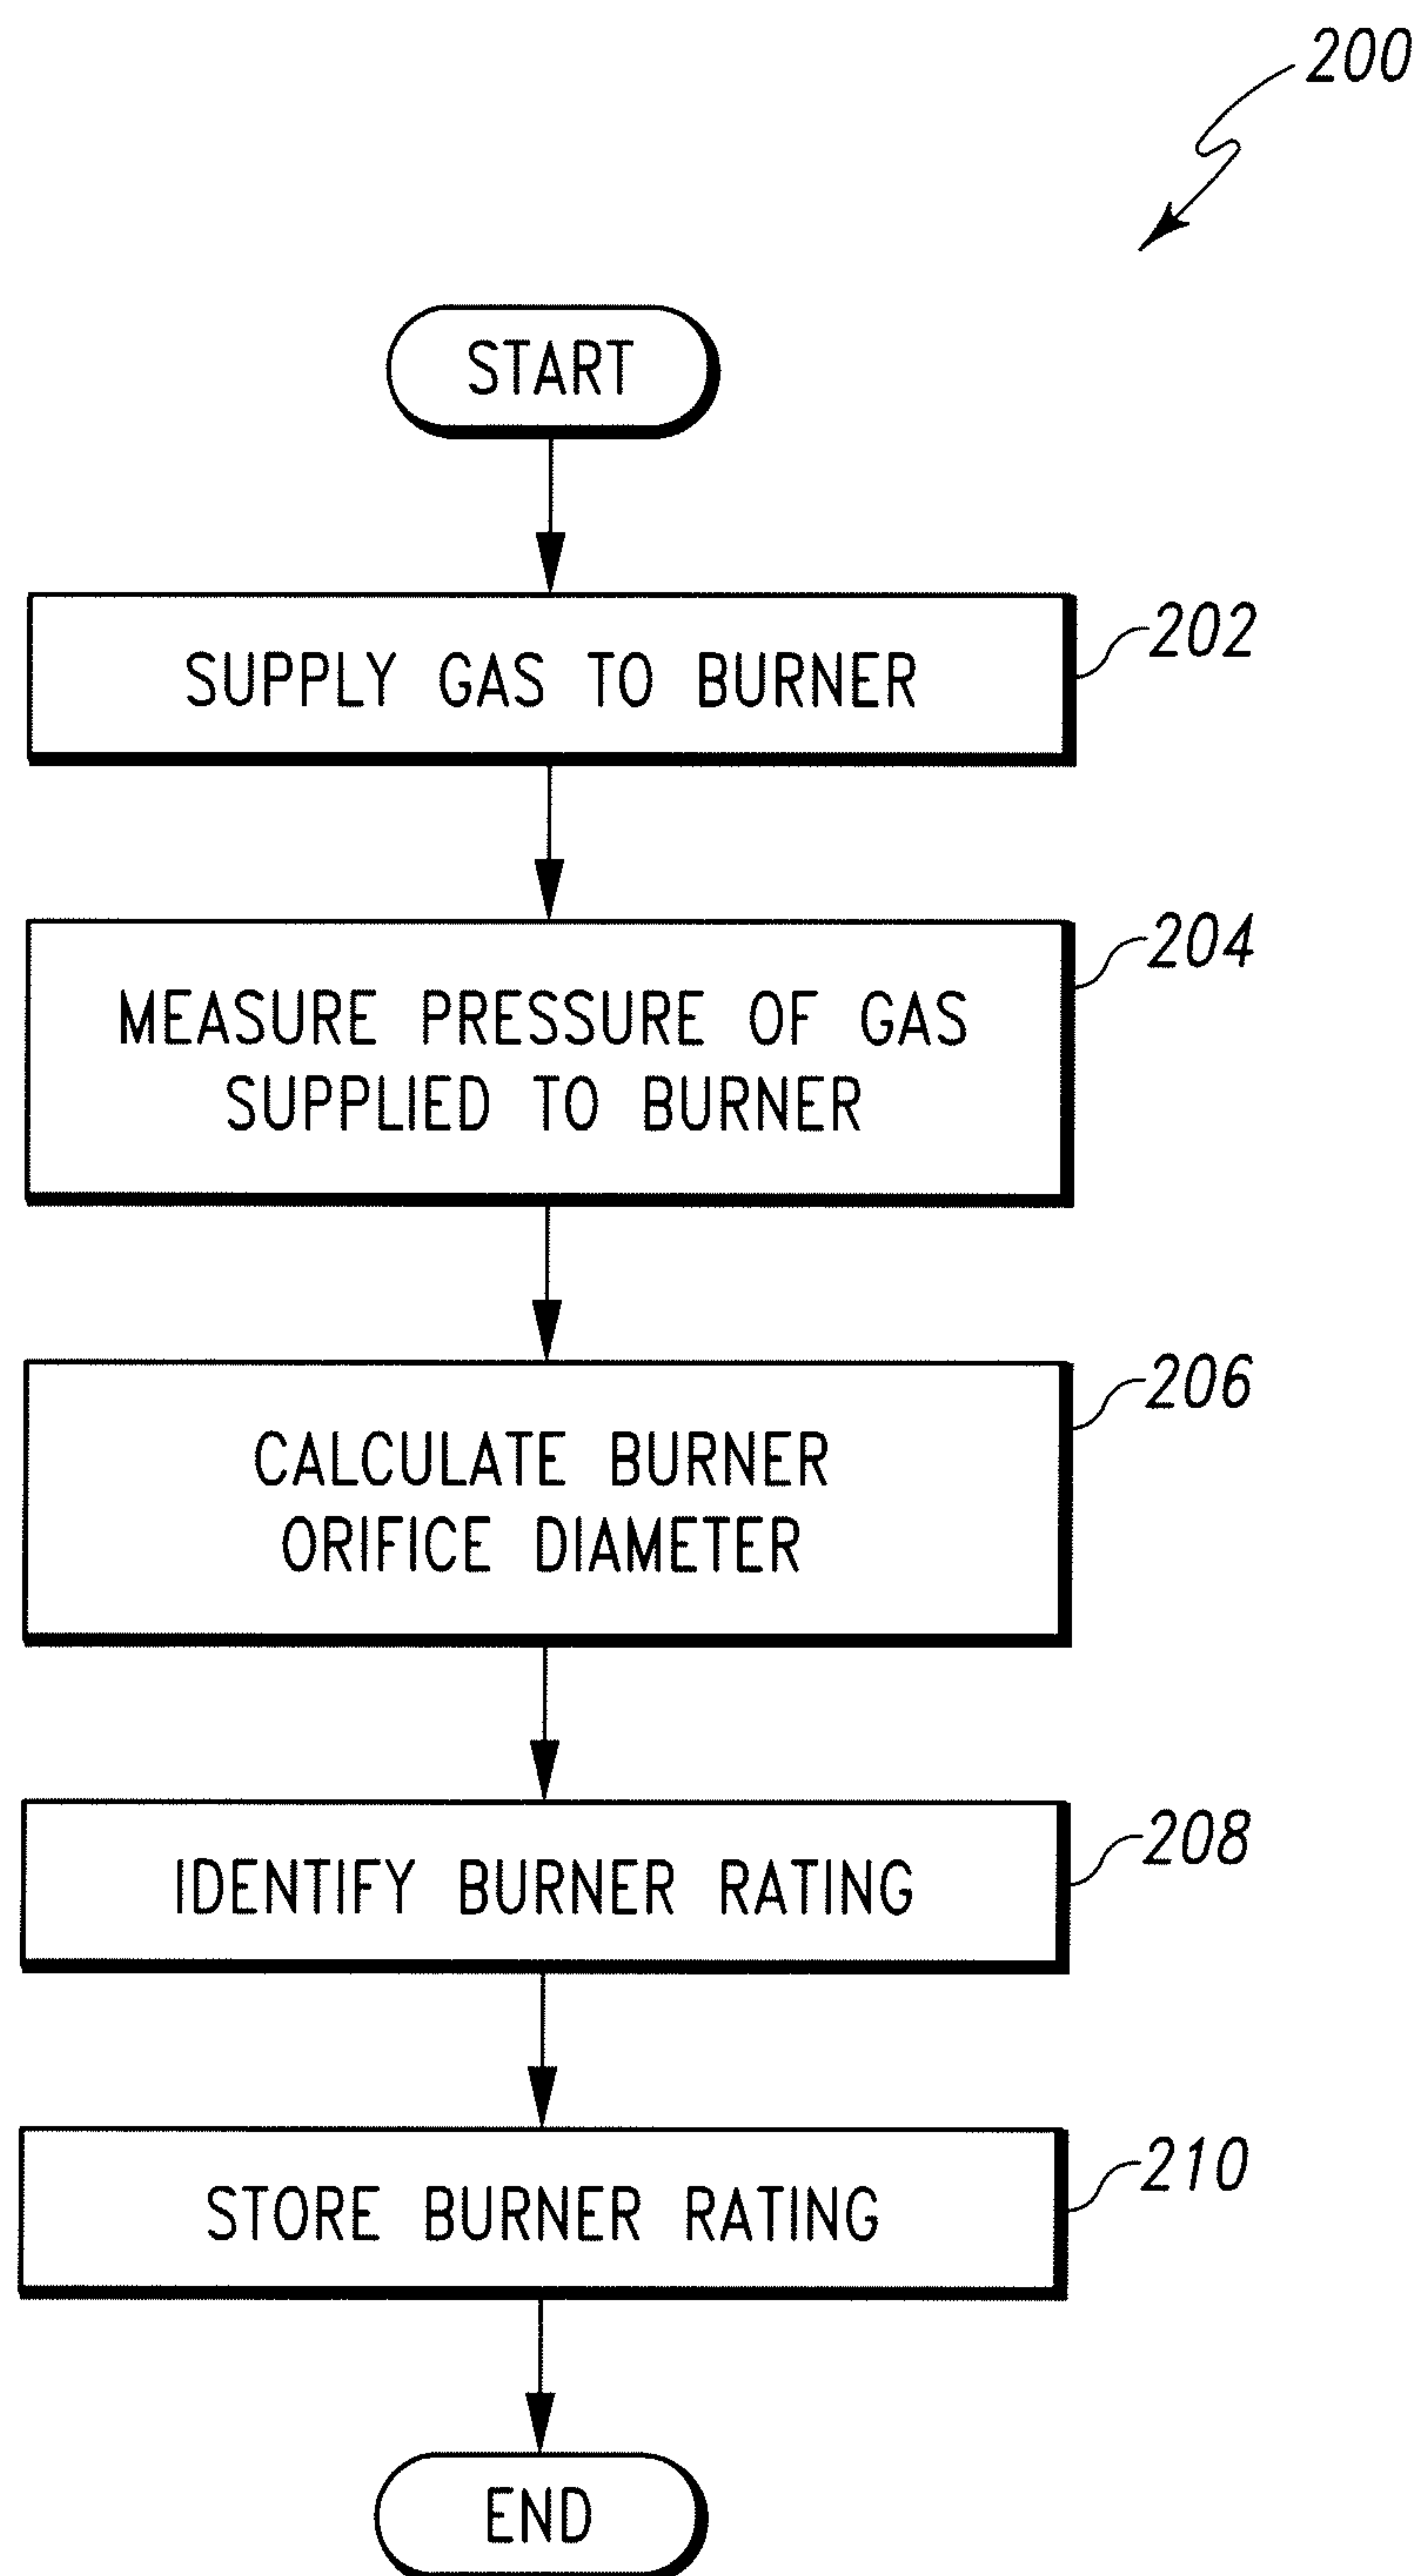 200
START
SUPPLY GAS TO BURNER
202
MEASURE PRESSURE OF GAS
SUPPLIED TO BURNER
204
CALCULATE BURNER
ORIFICE DIAMETER
206
IDENTIFY BURNER RATING
208
STORE BURNER RATING
210
END